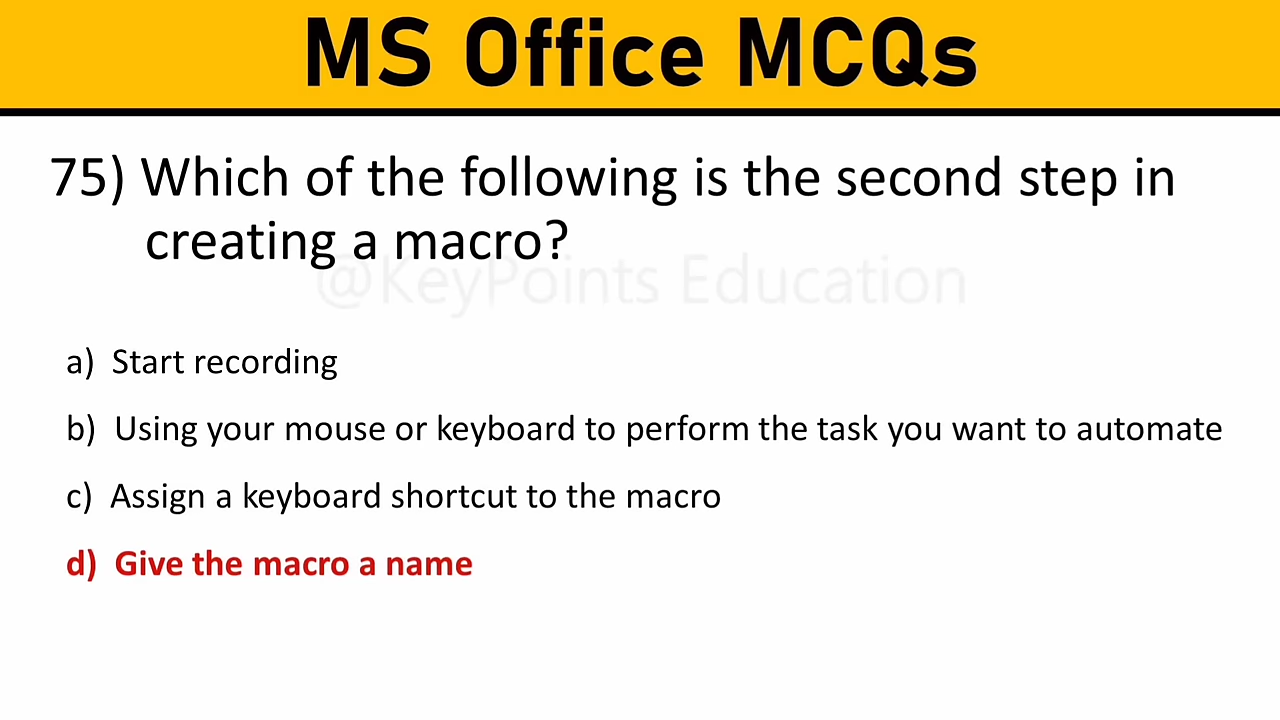 MS Office MCQs
75) Which of the following is the second step in
creating a macro?
@KeyPoints Education
a) Start recording
b) Using your mouse or keyboard to perform the task you want to automate
c) Assign a keyboard shortcut to the macro
d) Give the macro a name